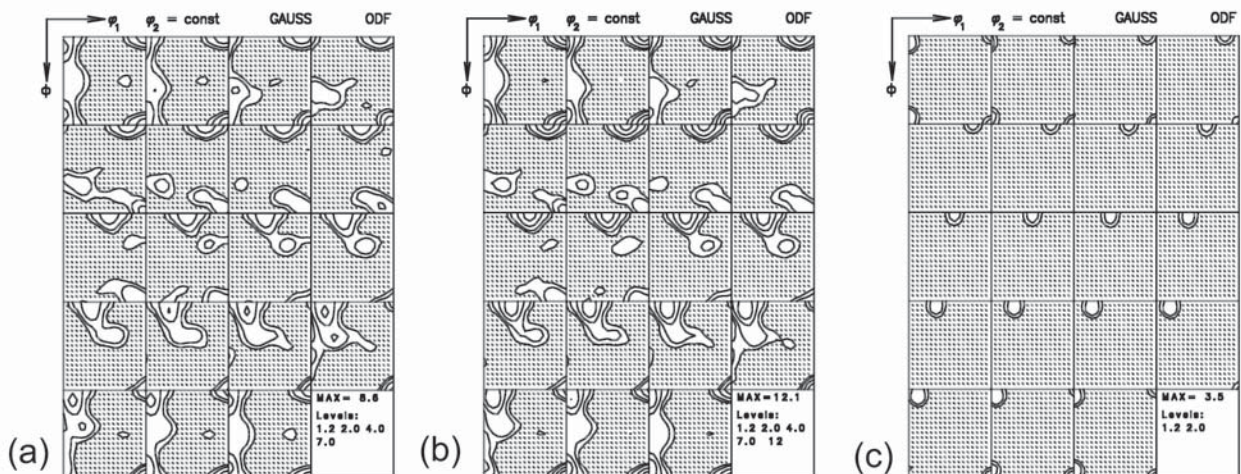 φ₁ φ₂ = const GAUSS ODF
Φ
MAX= 8.6
Levels:
1.2 2.0 4.0
7.0
(a)
φ₁ φ₂ = const GAUSS ODF
Φ
MAX=12.1
Levels:
1.2 2.0 4.0
7.0 12
(b)
φ₁ φ₂ = const GAUSS ODF
Φ
MAX= 3.5
Levels:
1.2 2.0
(c)